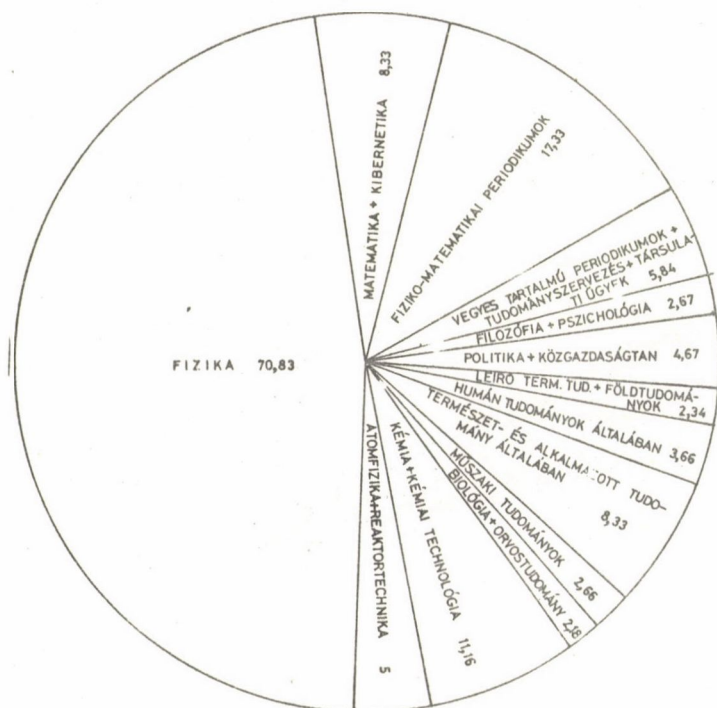 FIZIKA 70,83
MATEMATIKA + KIBERNETIKA 8,33
FIZIKO-MATEMATIKAI PERIODIKUMOK
17,33
VEGYES TARTALMÚ PERIODIKUMOK +
TUDOMÁNYSZERVEZÉS + TÁRSULA-
TI ÜGYEK 5,84
FILOZÓFIA + PSZICHOLÓGIA 2,67
POLITIKA + KÖZGAZDASÁGTAN 4,67
LEIRÓ TERM. TUD. + FÖLDTUDOMÁ-
NYOK 2,34
HUMÁN TUDOMÁNYOK ÁLTALÁBAN 3,66
TERMÉSZET- ÉS ALKALMAZOTT TUDO-
MÁNY ÁLTALÁBAN
8,33
MŰSZAKI TUDOMÁNYOK 2,66
BIOLÓGIA + ORVOSTUDOMÁNY 2,18
KÉMIA + KÉMIAI TECHNOLÓGIA 11,16
ATOMFIZIKA + REAKTORTECHNIKA 5